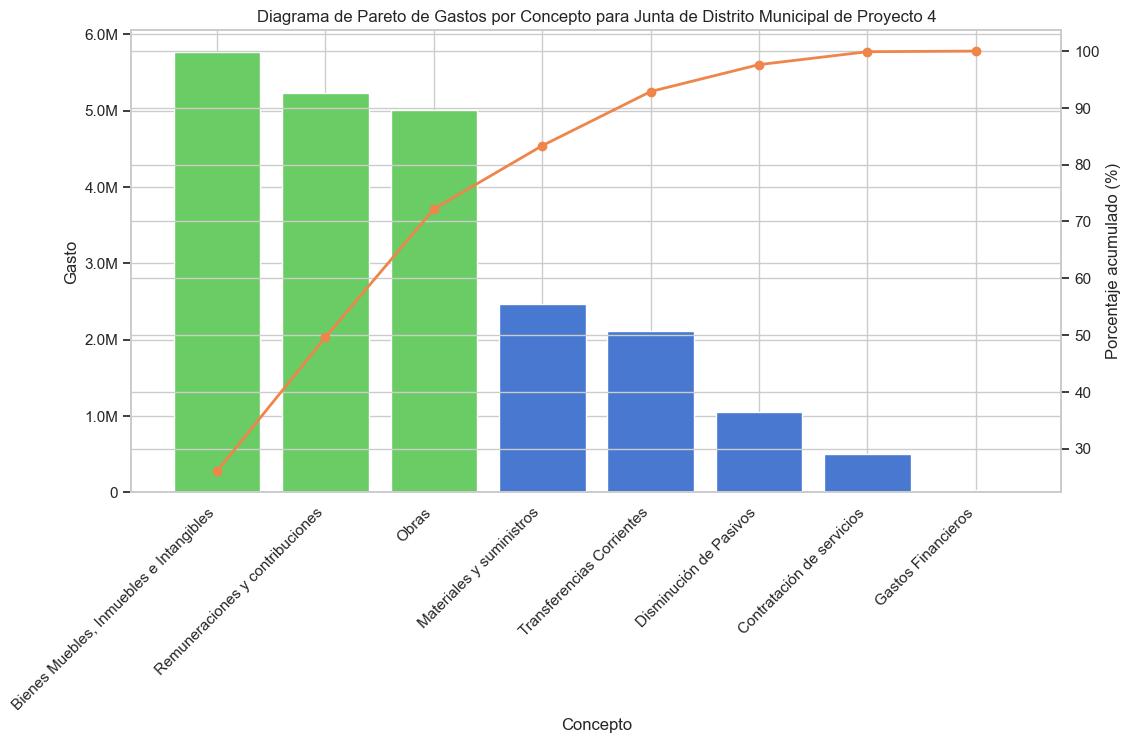 Diagrama de Pareto de Gastos por Concepto para Junta de Distrito Municipal de Proyecto 4
Gasto
6.0M
5.0M
4.0M
3.0M
2.0M
1.0M
0
100
90
80
70
60
50
40
30
Porcentaje acumulado (%)
Bienes Muebles, Inmuebles e Intangibles
Remuneraciones y contribuciones
Obras
Materiales y suministros
Transferencias Corrientes
Disminución de Pasivos
Contratación de servicios
Gastos Financieros
Concepto